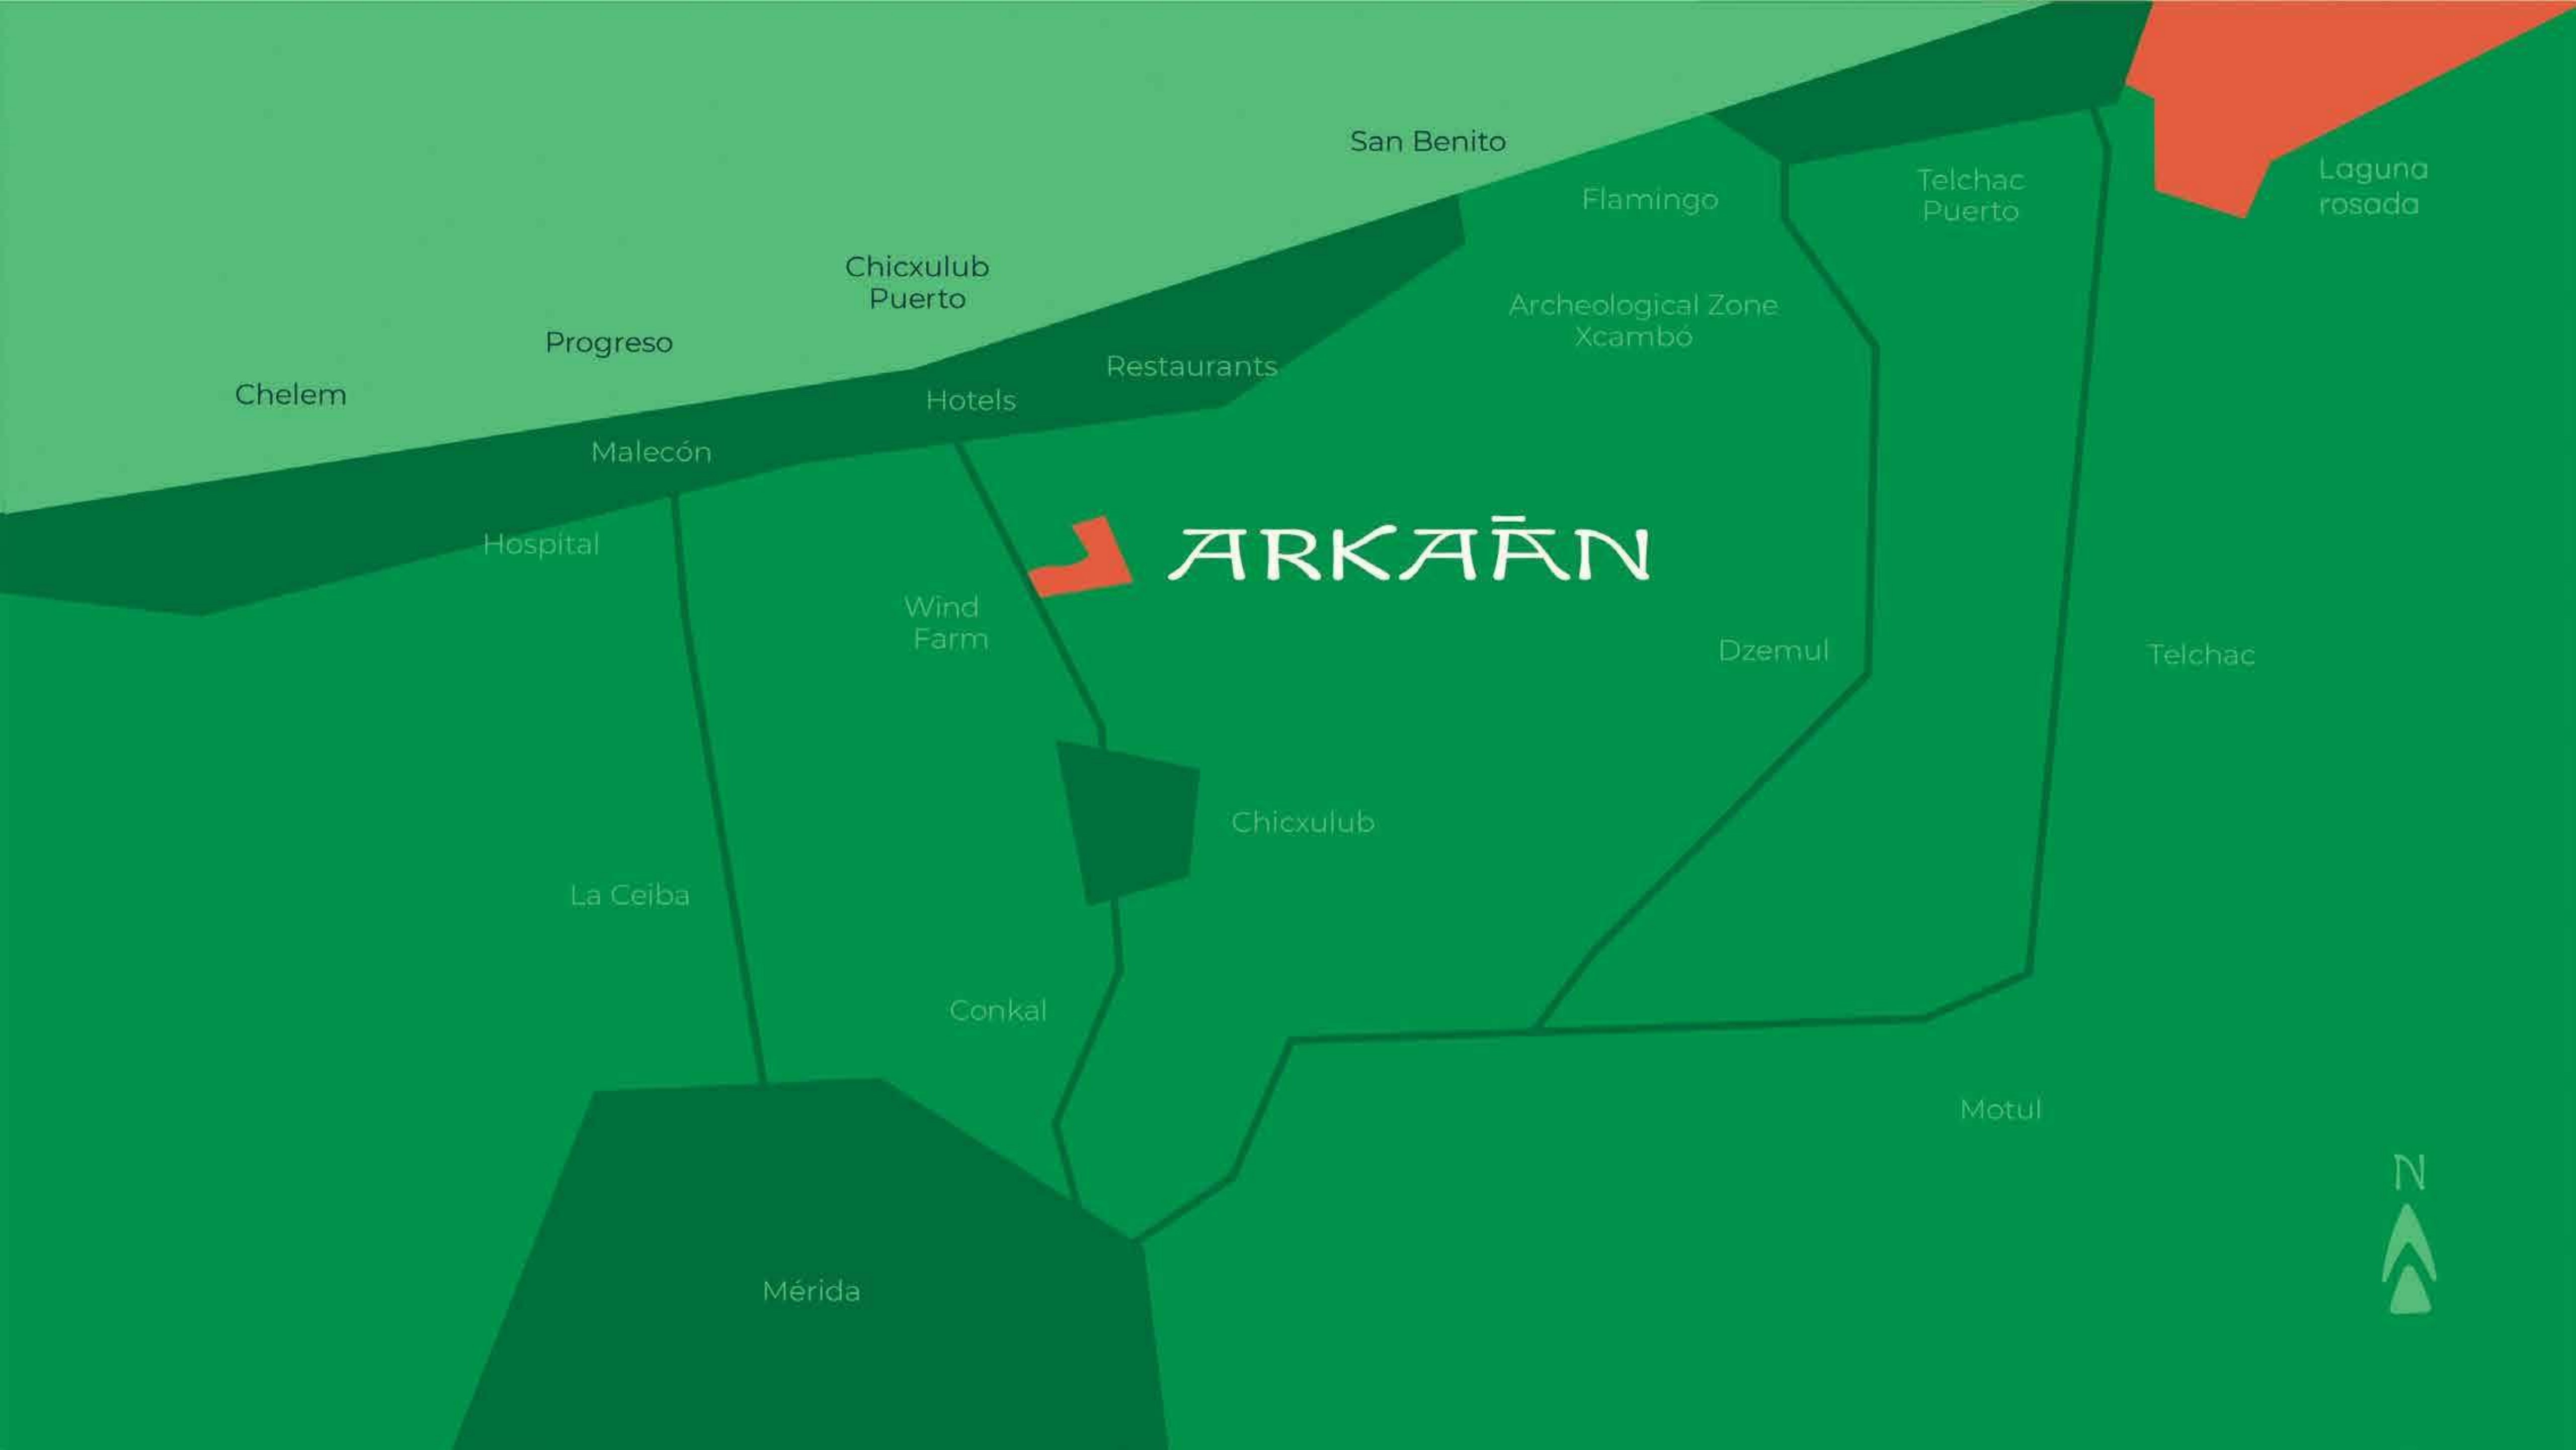 San Benito
Flamingo
Telchac
Puerto
Laguna
rosada
Chicxulub
Puerto
Archeological Zone
Xcambó
Progreso
Restaurants
Chelem
Hotels
Malecón
Hospital
ARKAĀN
Wind
Farm
Dzemul
Telchac
Chicxulub
La Ceiba
Conkal
Motul
N
Mérida